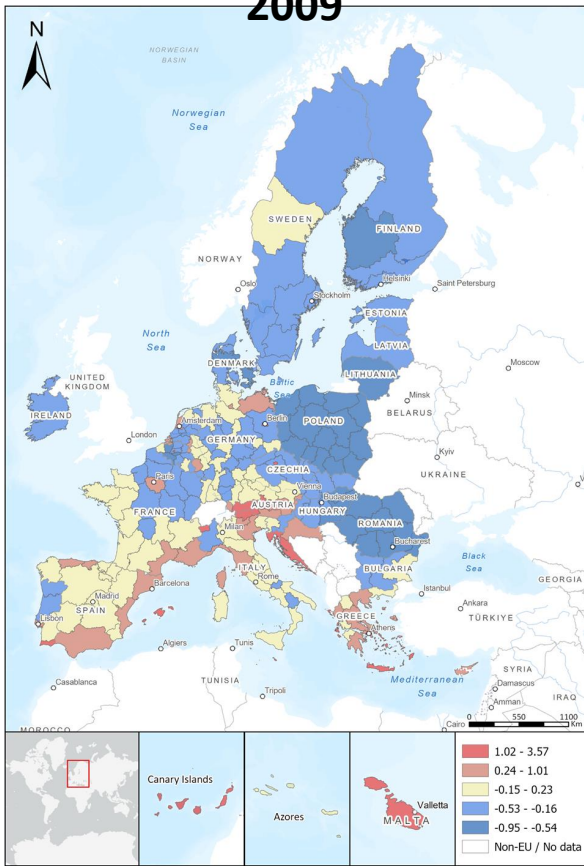 2009
N
NORWEGIAN
BASIN
Norwegian
Sea
SWEDEN
FINLAND
NORWAY
Helsinki
Oslo
Saint Petersburg
Stockholm
ESTONIA
North
Sea
LATVIA
Moscow
DENMARK
LITHUANIA
Baltic
Sea
UNITED
KINGDOM
Minsk
IRELAND
Amsterdam
Berlin
BELARUS
POLAND
London
GERMANY
Kyiv
Paris
CZECHIA
UKRAINE
Vienna
Budapest
FRANCE
AUSTRIA
HUNGARY
Milan
ROMANIA
Bucharest
Black
Sea
BULGARIA
ITALY
Rome
GEORGIA
Barcelona
Istanbul
Madrid
SPAIN
Ankara
Lisbon
GREECE
TÜRKİYE
Athens
Algiers
Tunis
SYRIA
Mediterranean
Sea
Damascus
Casablanca
TUNISIA
IRAQ
Tripoli
Amman
0 550 1100
Km
MOROCCO
Cairo
Canary Islands
Azores
Valletta
MALTA
1.02 - 3.57
0.24 - 1.01
-0.15 - 0.23
-0.53 - -0.16
-0.95 - -0.54
Non-EU / No data